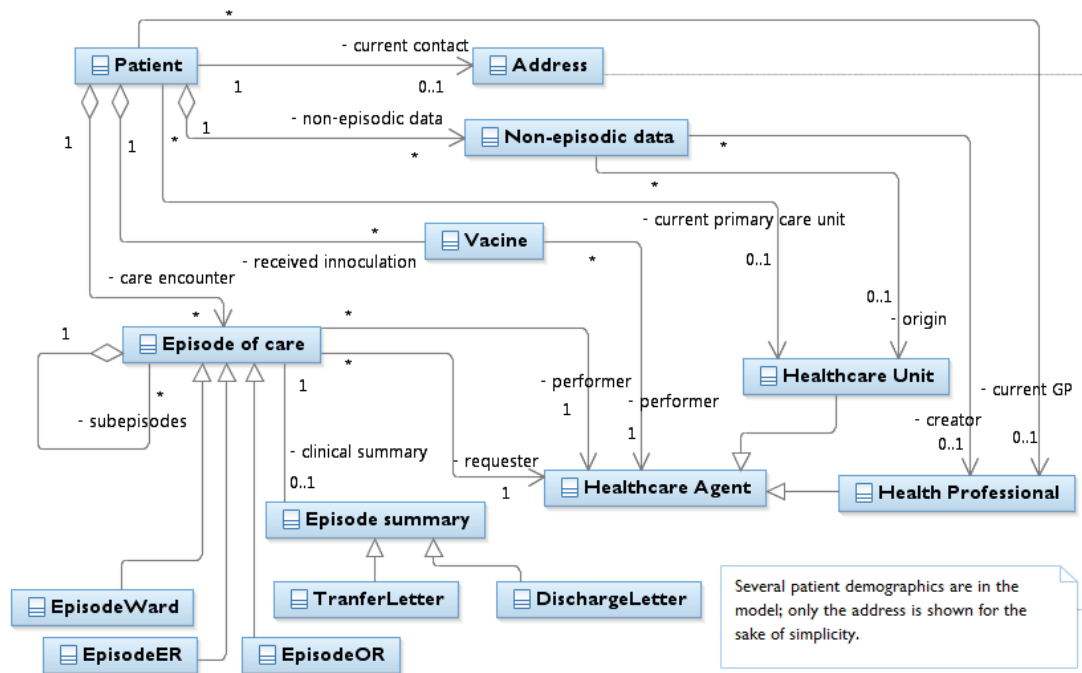 *
- current contact
Patient
Address
1
0..1
1
1
1
- non-episodic data
*
*
Non-episodic data
*
*
- current primary care unit
*
Vacine
*
- received innoculation
0..1
- care encounter
0..1
*
*
- origin
1
Episode of care
*
Healthcare Unit
1
- performer
- current GP
*
- performer
1
- subepisodes
- creator
1
0..1
0..1
- clinical summary
- requester
0..1
1
Healthcare Agent
Health Professional
Episode summary
EpisodeWard
TranferLetter
DischargeLetter
EpisodeER
EpisodeOR
Several patient demographics are in the
model; only the address is shown for the
sake of simplicity.